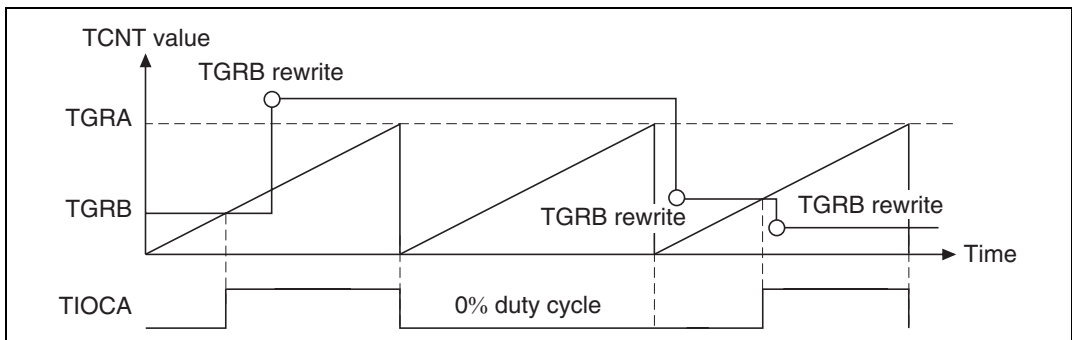 TCNT value
TGRB rewrite
TGRA
TGRB
TGRB rewrite
TGRB rewrite
Time
TIOCA
0% duty cycle